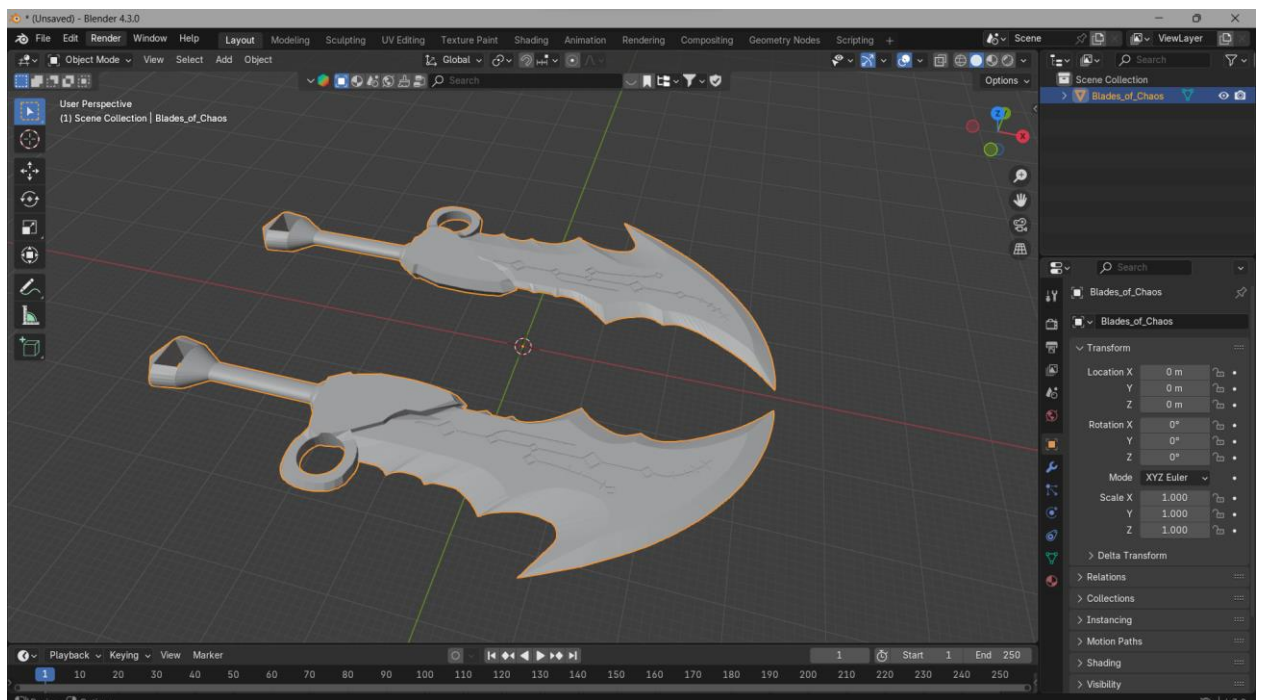 * (Unsaved) - Blender 4.3.0
File Edit Render Window Help Layout Modeling Sculpting UV Editing Texture Paint Shading Animation Rendering Compositing Geometry Nodes Scripting + Scene ViewLayer
Object Mode View Select Add Object Global Search
Search Options
User Perspective
(1) Scene Collection | Blades_of_Chaos
Scene Collection
Blades_of_Chaos
X
Search
Blades_of_Chaos
Blades_of_Chaos
Transform
Location X 0 m
Y 0 m
Z 0 m
Rotation X 0°
Y 0°
Z 0°
Mode XYZ Euler
Scale X 1.000
Y 1.000
Z 1.000
Delta Transform
Relations
Collections
Instancing
Motion Paths
Shading
Visibility
Playback Keying View Marker 1 Start 1 End 250
1 10 20 30 40 50 60 70 80 90 100 110 120 130 140 150 160 170 180 190 200 210 220 230 240 250